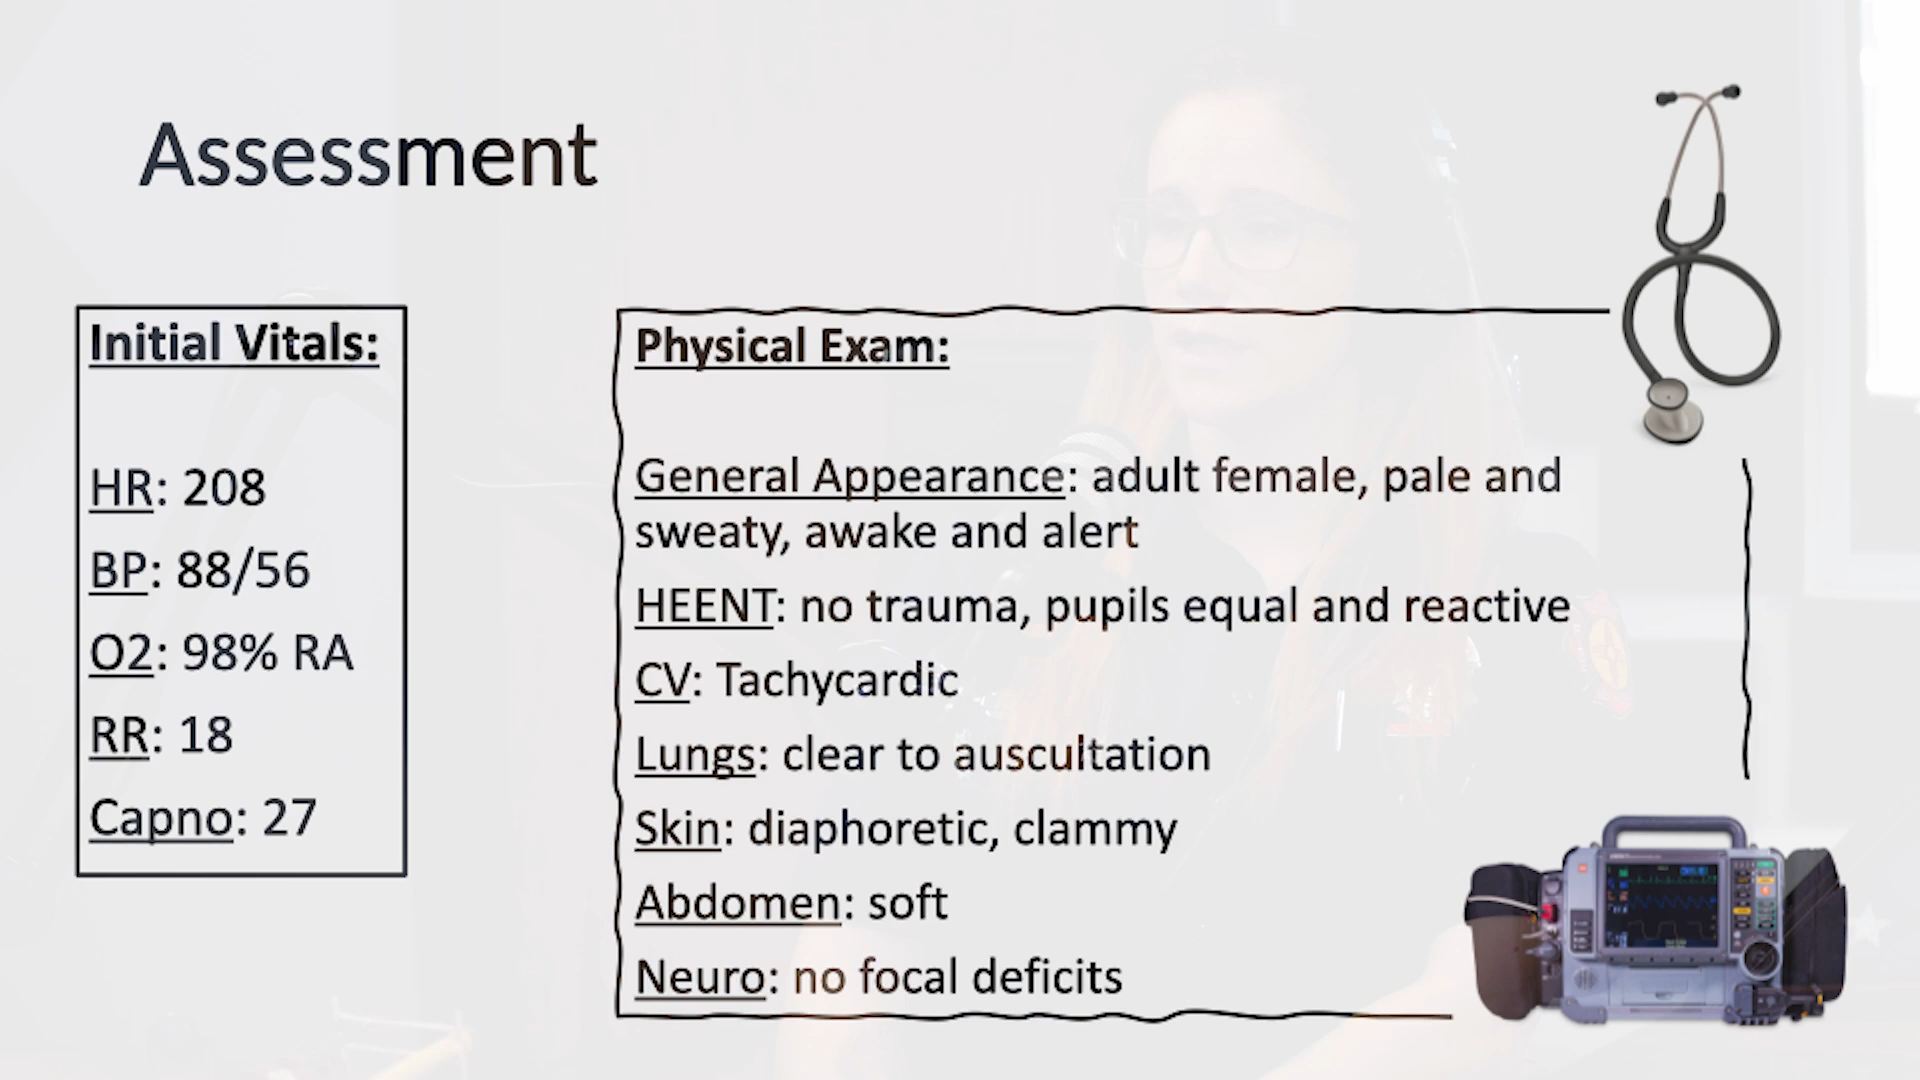 Assessment
Initial Vitals:
HR: 208
BP: 88/56
O2: 98% RA
RR: 18
Capno: 27
Physical Exam:
General Appearance: adult female, pale and
sweaty, awake and alert
HEENT: no trauma, pupils equal and reactive
CV: Tachycardic
Lungs: clear to auscultation
Skin: diaphoretic, clammy
Abdomen: soft
Neuro: no focal deficits